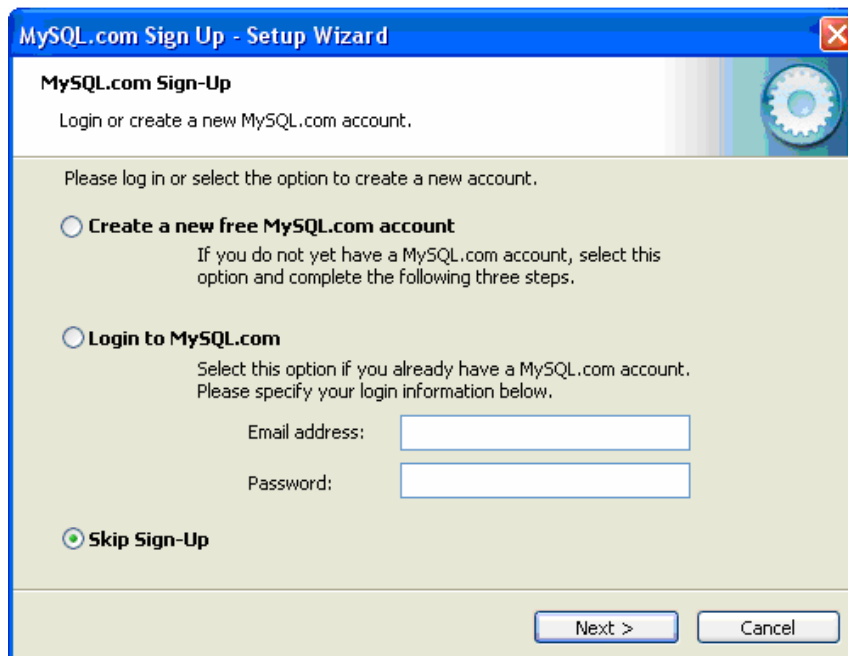 MySQL.com Sign Up - Setup Wizard
MySQL.com Sign-Up
Login or create a new MySQL.com account.
Please log in or select the option to create a new account.
Create a new free MySQL.com account
If you do not yet have a MySQL.com account, select this
option and complete the following three steps.
Login to MySQL.com
Select this option if you already have a MySQL.com account.
Please specify your login information below.
Email address:
Password:
Skip Sign-Up
Next >
Cancel